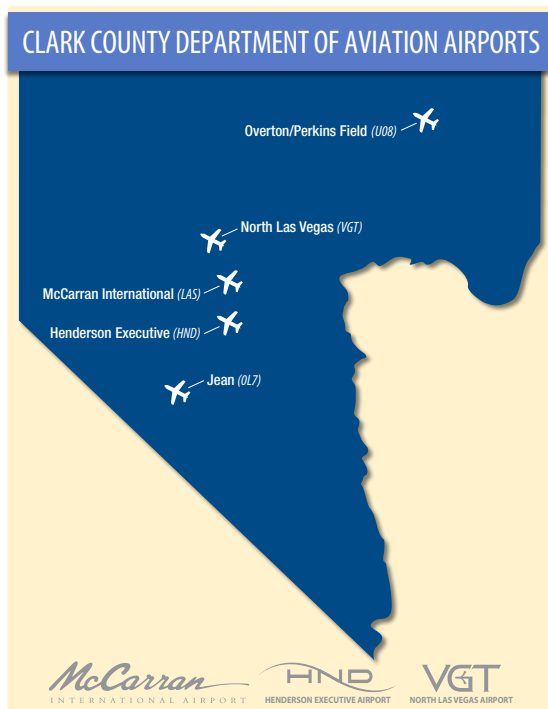 CLARK COUNTY DEPARTMENT OF AVIATION AIRPORTS
Overton/Perkins Field (U08)
North Las Vegas (VGT)
McCarran International (LAS)
Henderson Executive (HND)
Jean (0L7)
McCarran
INTERNATIONAL AIRPORT
HND
HENDERSON EXECUTIVE AIRPORT
VGT
NORTH LAS VEGAS AIRPORT